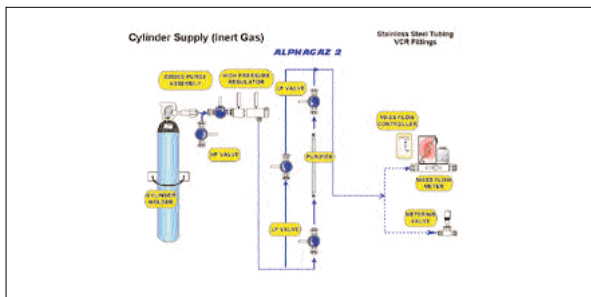 Cylinder Supply (Inert Gas)
Stainless Steel Tubing
VCR Fittings
ALPHAGAZ 2
CROSS PURGE
ASSEMBLY
HIGH PRESSURE
REGULATOR
LP VALVE
MASS FLOW
CONTROLLER
HP VALVE
PURIFIER
MASS FLOW
METER
CYLINDER
HOLDER
METERING
VALVE
LP VALVE